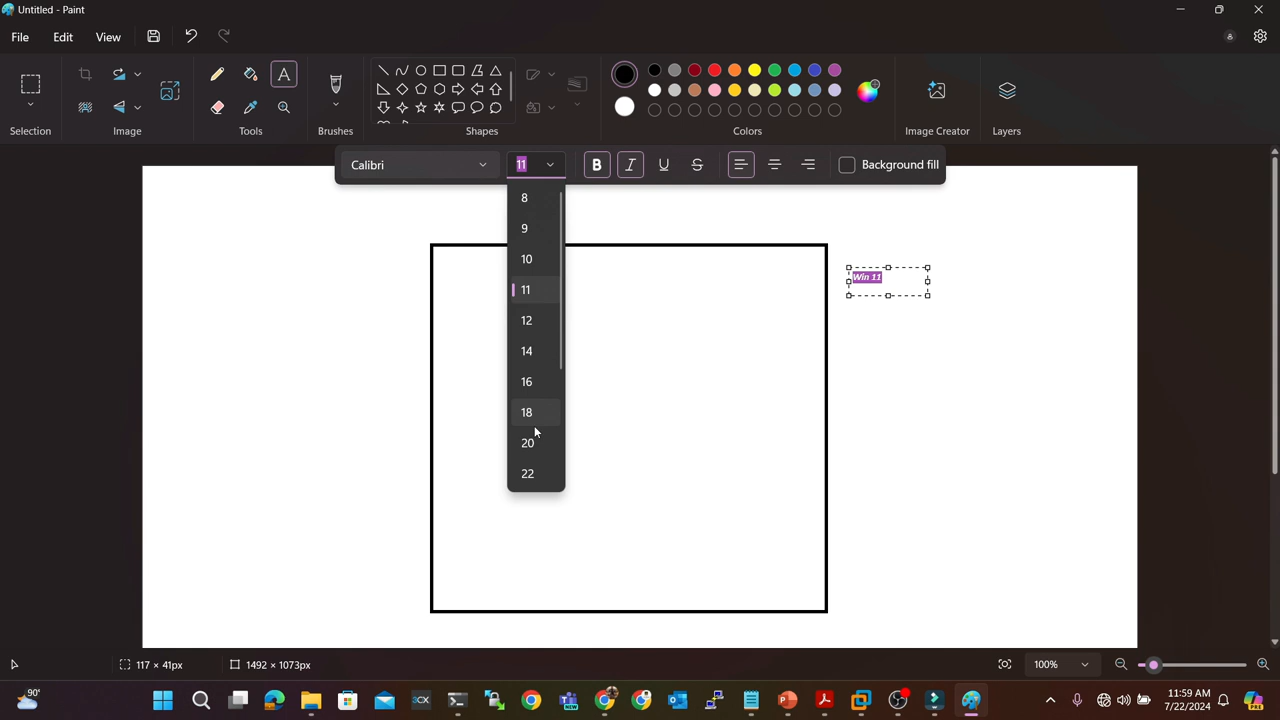 Untitled - Paint
File Edit View
Selection Image Tools Brushes Shapes Colors Image Creator Layers
Calibri 11 B I U S Background fill
8
9
10
11
12
14
16
18
20
22
Win 11
117 × 41px 1492 × 1073px 100%
90°
11:59 AM
7/22/2024